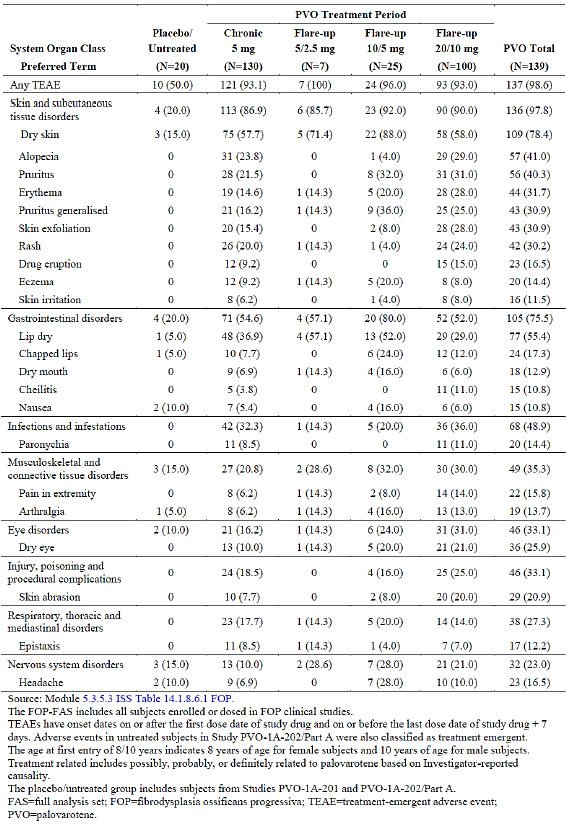 PVO Treatment Period
System Organ Class Preferred Term | Placebo/ Untreated (N=20) | Chronic 5 mg (N=130) | Flare-up 5/2.5 mg (N=7) | Flare-up 10/5 mg (N=25) | Flare-up 20/10 mg (N=100) | PVO Total (N=139)
Any TEAE 10 (50.0) 121 (93.1) 7 (100) 24 (96.0) 93 (93.0) 137 (98.6)
Skin and subcutaneous tissue disorders 4 (20.0) 113 (86.9) 6 (85.7) 23 (92.0) 90 (90.0) 136 (97.8)
Dry skin 3 (15.0) 75 (57.7) 5 (71.4) 22 (88.0) 58 (58.0) 109 (78.4)
Alopecia 0 31 (23.8) 0 1 (4.0) 29 (29.0) 57 (41.0)
Pruritus 0 28 (21.5) 0 8 (32.0) 31 (31.0) 56 (40.3)
Erythema 0 19 (14.6) 1 (14.3) 5 (20.0) 28 (28.0) 44 (31.7)
Pruritus generalised 0 21 (16.2) 1 (14.3) 9 (36.0) 25 (25.0) 43 (30.9)
Skin exfoliation 0 20 (15.4) 0 2 (8.0) 28 (28.0) 43 (30.9)
Rash 0 26 (20.0) 1 (14.3) 1 (4.0) 24 (24.0) 42 (30.2)
Drug eruption 0 12 (9.2) 0 0 15 (15.0) 23 (16.5)
Eczema 0 12 (9.2) 1 (14.3) 5 (20.0) 8 (8.0) 20 (14.4)
Skin irritation 0 8 (6.2) 0 1 (4.0) 8 (8.0) 16 (11.5)
Gastrointestinal disorders 4 (20.0) 71 (54.6) 4 (57.1) 20 (80.0) 52 (52.0) 105 (75.5)
Lip dry 1 (5.0) 48 (36.9) 4 (57.1) 13 (52.0) 29 (29.0) 77 (55.4)
Chapped lips 1 (5.0) 10 (7.7) 0 6 (24.0) 12 (12.0) 24 (17.3)
Dry mouth 0 9 (6.9) 1 (14.3) 4 (16.0) 6 (6.0) 18 (12.9)
Cheilitis 0 5 (3.8) 0 0 11 (11.0) 15 (10.8)
Nausea 2 (10.0) 7 (5.4) 0 4 (16.0) 6 (6.0) 15 (10.8)
Infections and infestations 0 42 (32.3) 1 (14.3) 5 (20.0) 36 (36.0) 68 (48.9)
Paronychia 0 11 (8.5) 0 0 11 (11.0) 20 (14.4)
Musculoskeletal and connective tissue disorders 3 (15.0) 27 (20.8) 2 (28.6) 8 (32.0) 30 (30.0) 49 (35.3)
Pain in extremity 0 8 (6.2) 1 (14.3) 2 (8.0) 14 (14.0) 22 (15.8)
Arthralgia 1 (5.0) 8 (6.2) 1 (14.3) 4 (16.0) 13 (13.0) 19 (13.7)
Eye disorders 2 (10.0) 21 (16.2) 1 (14.3) 6 (24.0) 31 (31.0) 46 (33.1)
Dry eye 0 13 (10.0) 1 (14.3) 5 (20.0) 21 (21.0) 36 (25.9)
Injury, poisoning and procedural complications 0 24 (18.5) 0 4 (16.0) 25 (25.0) 46 (33.1)
Skin abrasion 0 10 (7.7) 0 2 (8.0) 20 (20.0) 29 (20.9)
Respiratory, thoracic and mediastinal disorders 0 23 (17.7) 1 (14.3) 5 (20.0) 14 (14.0) 38 (27.3)
Epistaxis 0 11 (8.5) 1 (14.3) 1 (4.0) 7 (7.0) 17 (12.2)
Nervous system disorders 3 (15.0) 13 (10.0) 2 (28.6) 7 (28.0) 21 (21.0) 32 (23.0)
Headache 2 (10.0) 9 (6.9) 0 7 (28.0) 10 (10.0) 23 (16.5)
Source: Module 5.3.5.3 ISS Table 14.1.8.6.1 FOP.
The FOP-FAS includes all subjects enrolled or dosed in FOP clinical studies.
TEAEs have onset dates on or after the first dose date of study drug and on or before the last dose date of study drug + 7
days. Adverse events in untreated subjects in Study PVO-1A-202/Part A were also classified as treatment emergent.
The age at first entry of 8/10 years indicates 8 years of age for female subjects and 10 years of age for male subjects.
Treatment related includes possibly, probably, or definitely related to palovarotene based on Investigator-reported
causality.
The placebo/untreated group includes subjects from Studies PVO-1A-201 and PVO-1A-202/Part A.
FAS=full analysis set; FOP=fibrodysplasia ossificans progressiva; TEAE=treatment-emergent adverse event;
PVO=palovarotene.